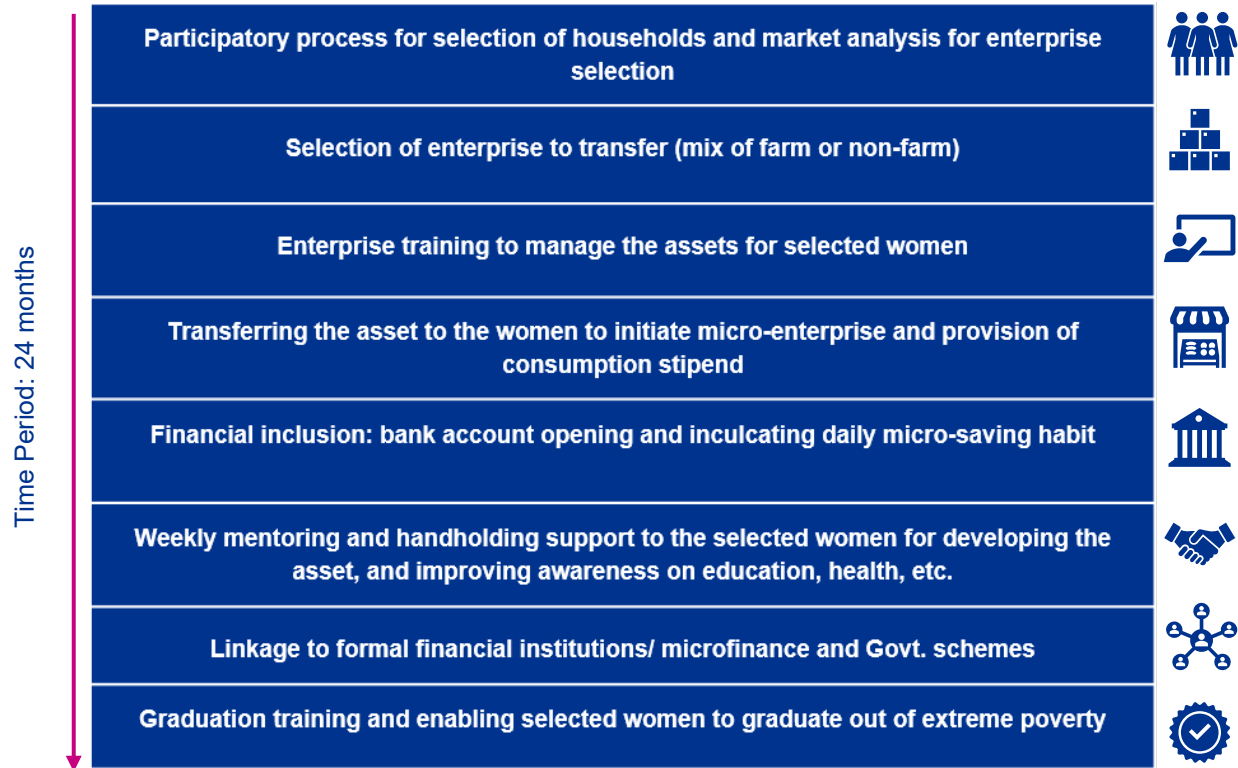 Time Period: 24 months
Participatory process for selection of households and market analysis for enterprise
selection
Selection of enterprise to transfer (mix of farm or non-farm)
Enterprise training to manage the assets for selected women
Transferring the asset to the women to initiate micro-enterprise and provision of
consumption stipend
Financial inclusion: bank account opening and inculcating daily micro-saving habit
Weekly mentoring and handholding support to the selected women for developing the
asset, and improving awareness on education, health, etc.
Linkage to formal financial institutions/ microfinance and Govt. schemes
Graduation training and enabling selected women to graduate out of extreme poverty